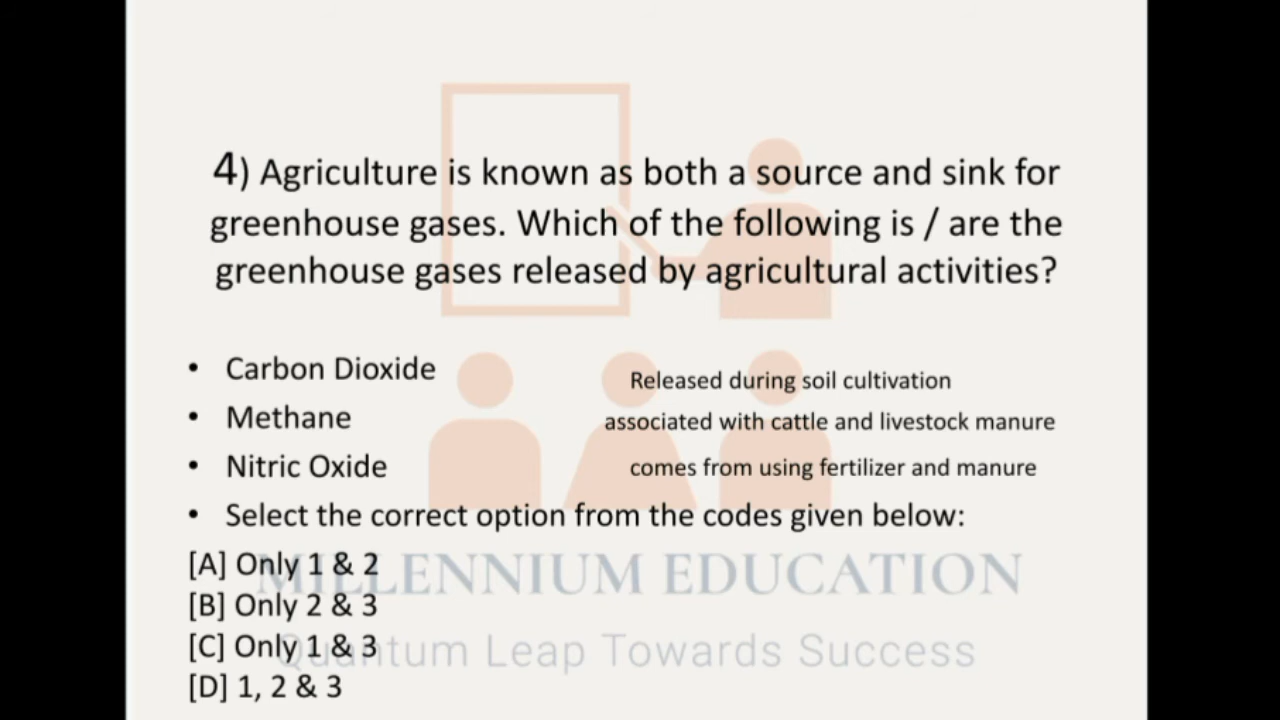 4) Agriculture is known as both a source and sink for
greenhouse gases. Which of the following is / are the
greenhouse gases released by agricultural activities?
• Carbon Dioxide
Released during soil cultivation
• Methane
associated with cattle and livestock manure
• Nitric Oxide
comes from using fertilizer and manure
• Select the correct option from the codes given below:
[A] Only 1 & 2
MILLENNIUM EDUCATION
[B] Only 2 & 3
[C] Only 1 & 3
Quantum Leap Towards Success
[D] 1, 2 & 3